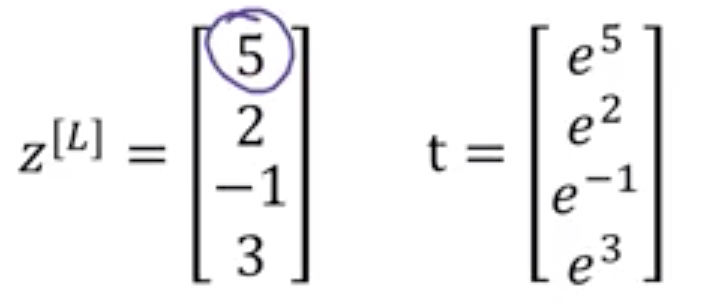 z^[L] = [5 2 −1 3]
t = [e^5 e^2 e^−1 e^3]